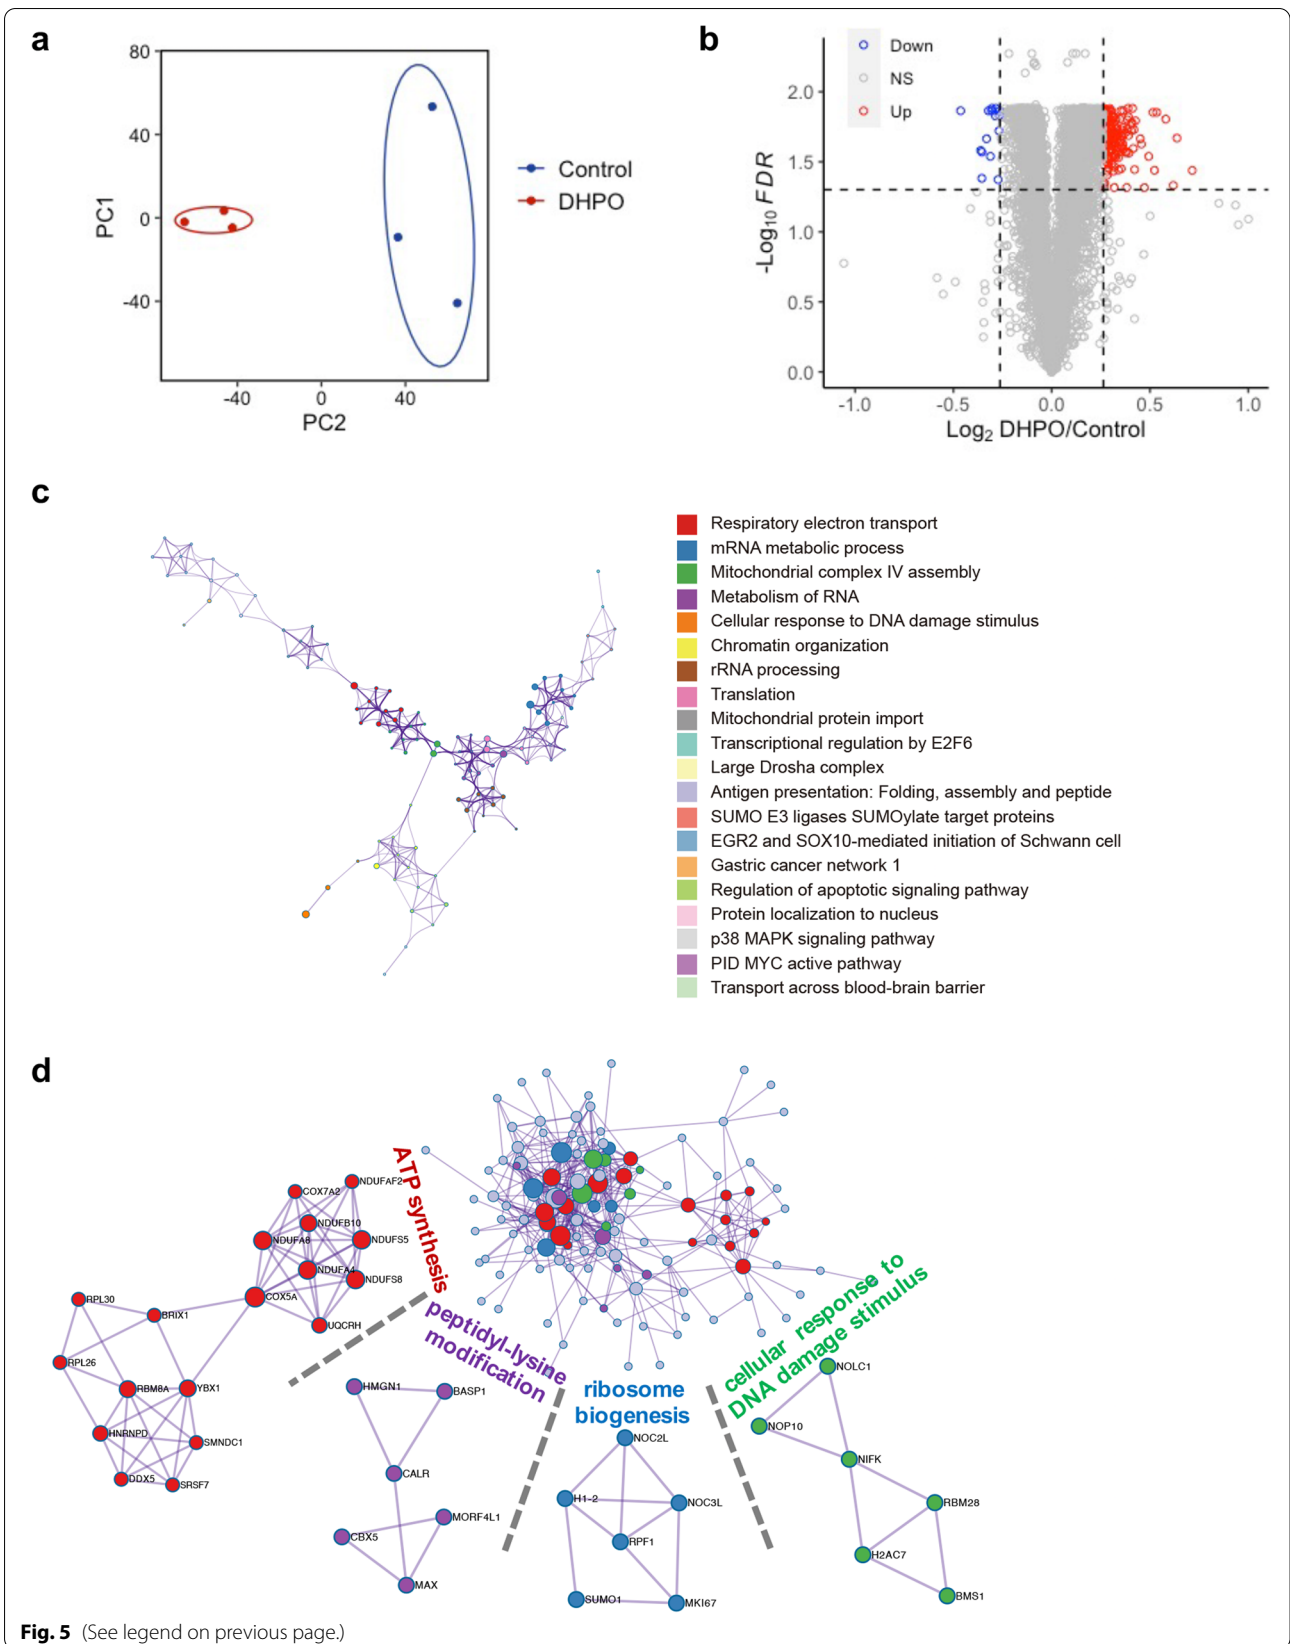 a
80
40
0
-40
PC1
-40
0
40
PC2
Control
DHPO
b
Down
NS
Up
2.0
1.5
1.0
0.5
0.0
-Log10 FDR
-1.0
-0.5
0.0
0.5
1.0
Log2 DHPO/Control
c
Respiratory electron transport
mRNA metabolic process
Mitochondrial complex IV assembly
Metabolism of RNA
Cellular response to DNA damage stimulus
Chromatin organization
rRNA processing
Translation
Mitochondrial protein import
Transcriptional regulation by E2F6
Large Drosha complex
Antigen presentation: Folding, assembly and peptide
SUMO E3 ligases SUMOylate target proteins
EGR2 and SOX10-mediated initiation of Schwann cell
Gastric cancer network 1
Regulation of apoptotic signaling pathway
Protein localization to nucleus
p38 MAPK signaling pathway
PID MYC active pathway
Transport across blood-brain barrier
d
ATP synthesis
COX7A2
NDUFAF2
NDUFB10
NDUFA6
NDUFS5
NDUFA4
NDUFS8
COX5A
UQCRH
RPL30
BRIX1
RPL26
RBM8A
YBX1
HNRNPD
SMNDC1
DDX5
SRSF7
peptidyl-lysine
modification
HMGN1
BASP1
CALR
MORF4L1
CBX5
MAX
ribosome
biogenesis
NOC2L
H1-2
NOC3L
RPF1
SUMO1
MKI67
cellular response to
DNA damage stimulus
NOLC1
NOP10
NIFK
RBM28
H2AC7
BMS1
Fig. 5 (See legend on previous page.)